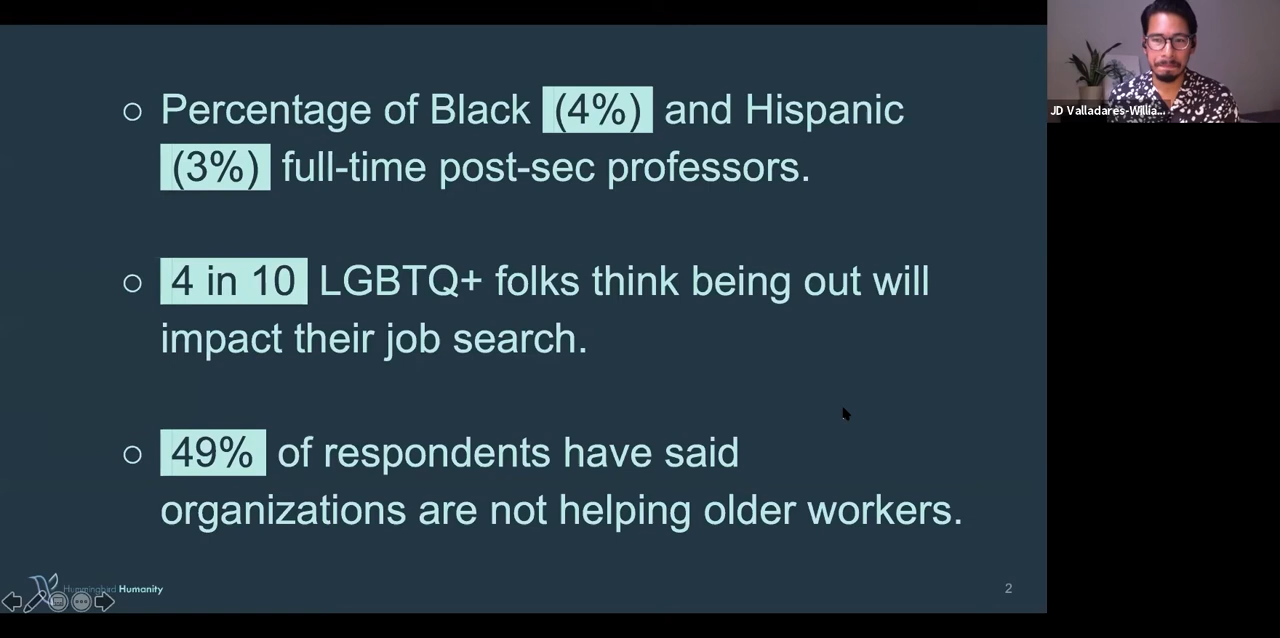 Percentage of Black (4%) and Hispanic
(3%) full-time post-sec professors.
4 in 10 LGBTQ+ folks think being out will
impact their job search.
49% of respondents have said
organizations are not helping older workers.
Hummingbird Humanity
2
JD Valladares-Willia...